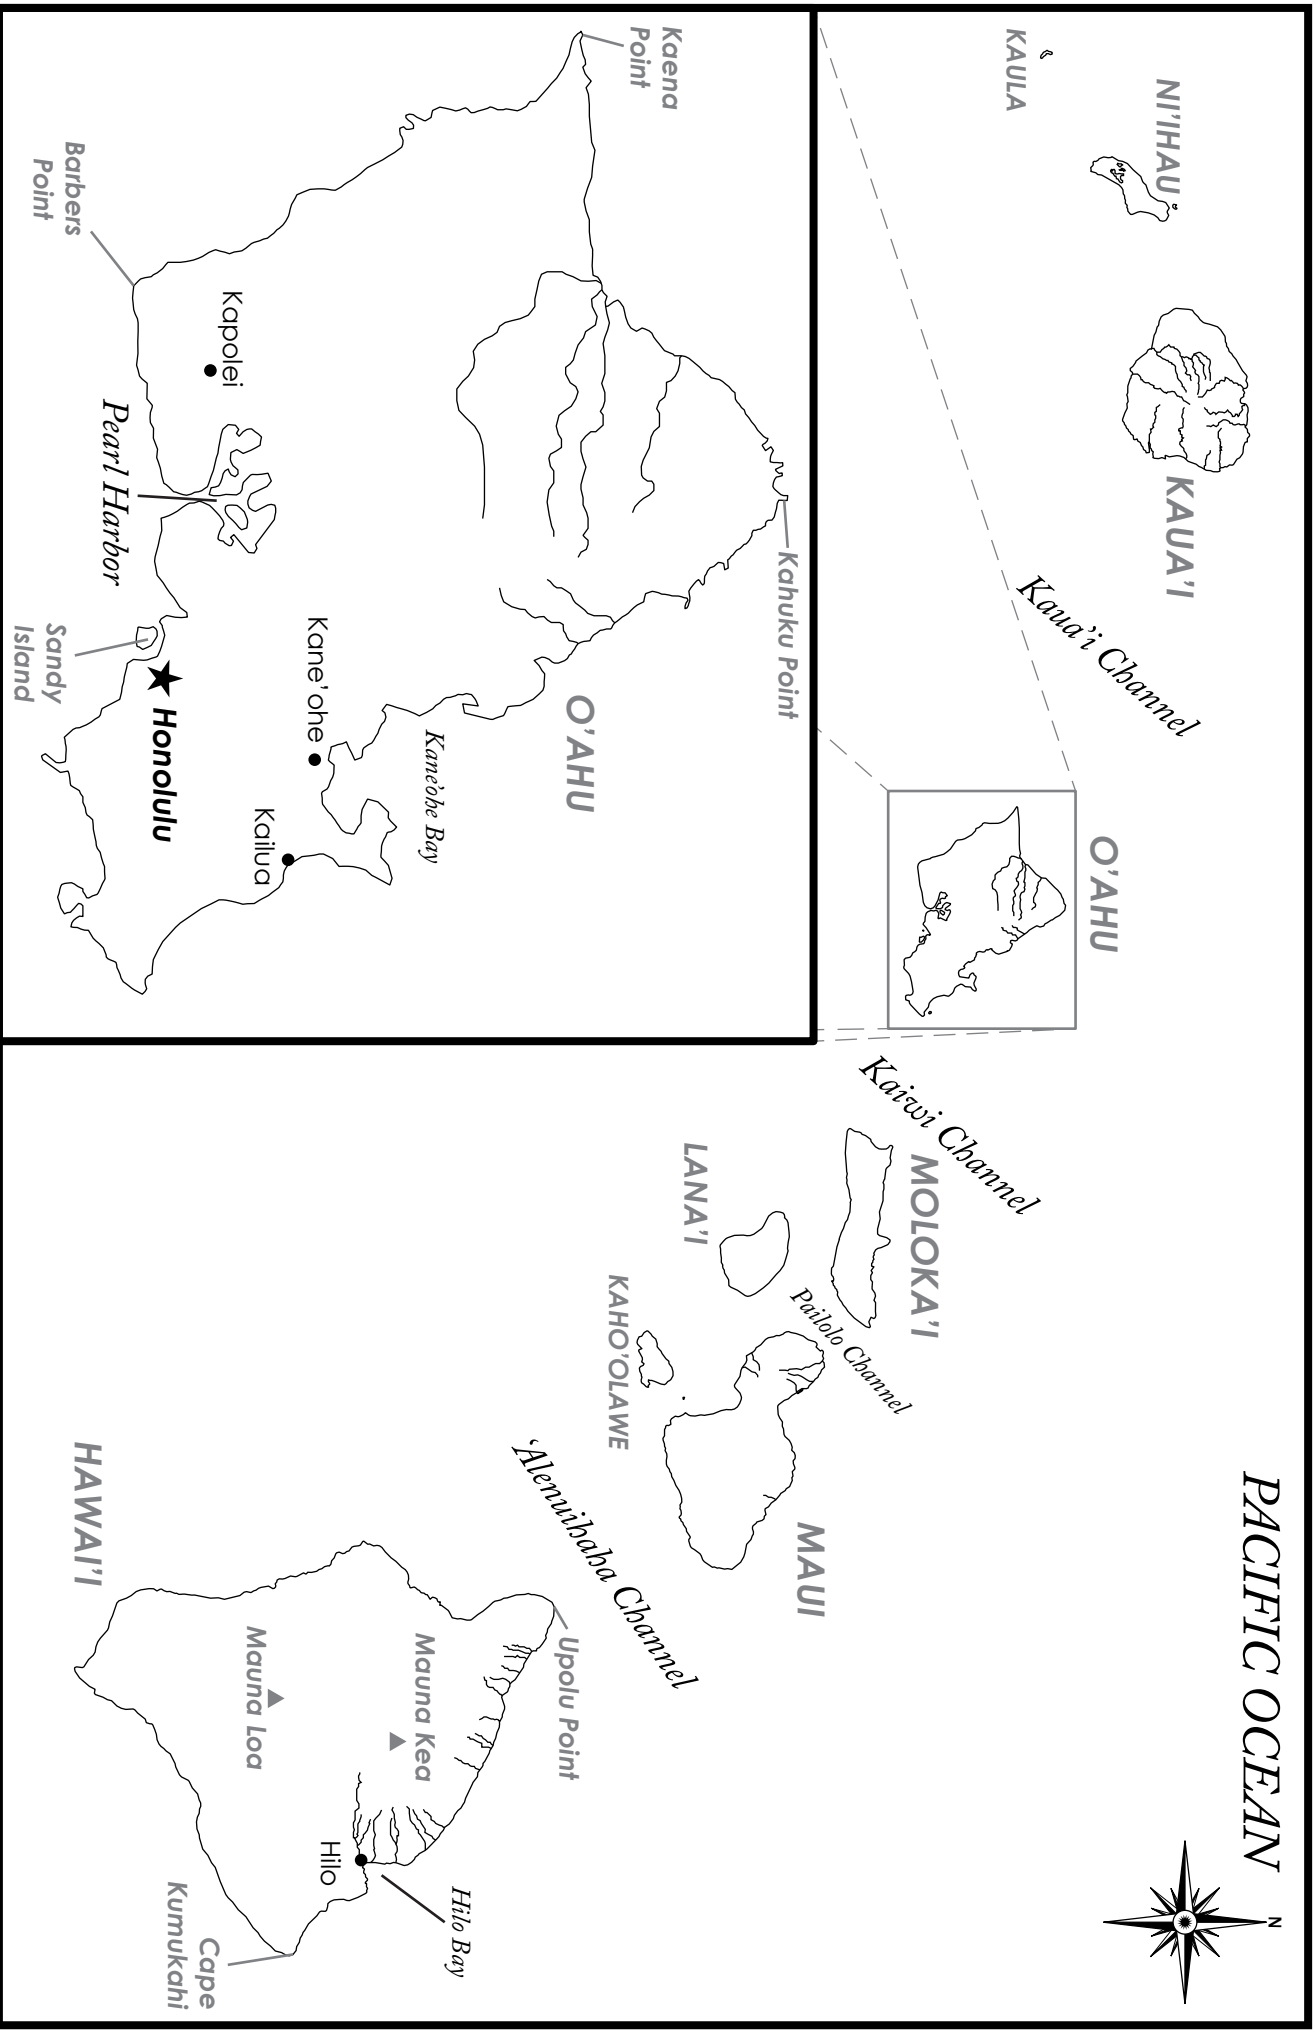 PACIFIC OCEAN
N
KAULA
NI'IHAU
KAUA'I
Kaua'i Channel
O'AHU
Kaiwi Channel
MOLOKA'I
LANA'I
Pailolo Channel
KAHO'OLAWE
MAUI
'Alenuihaha Channel
HAWAI'I
Upolu Point
Mauna Kea
Mauna Loa
Hilo
Hilo Bay
Cape
Kumukahi
Kaena
Point
Kahuku Point
O'AHU
Barbers
Point
Kapolei
Pearl Harbor
Sandy
Island
Honolulu
Kane'ohe
Kane'ohe Bay
Kailua